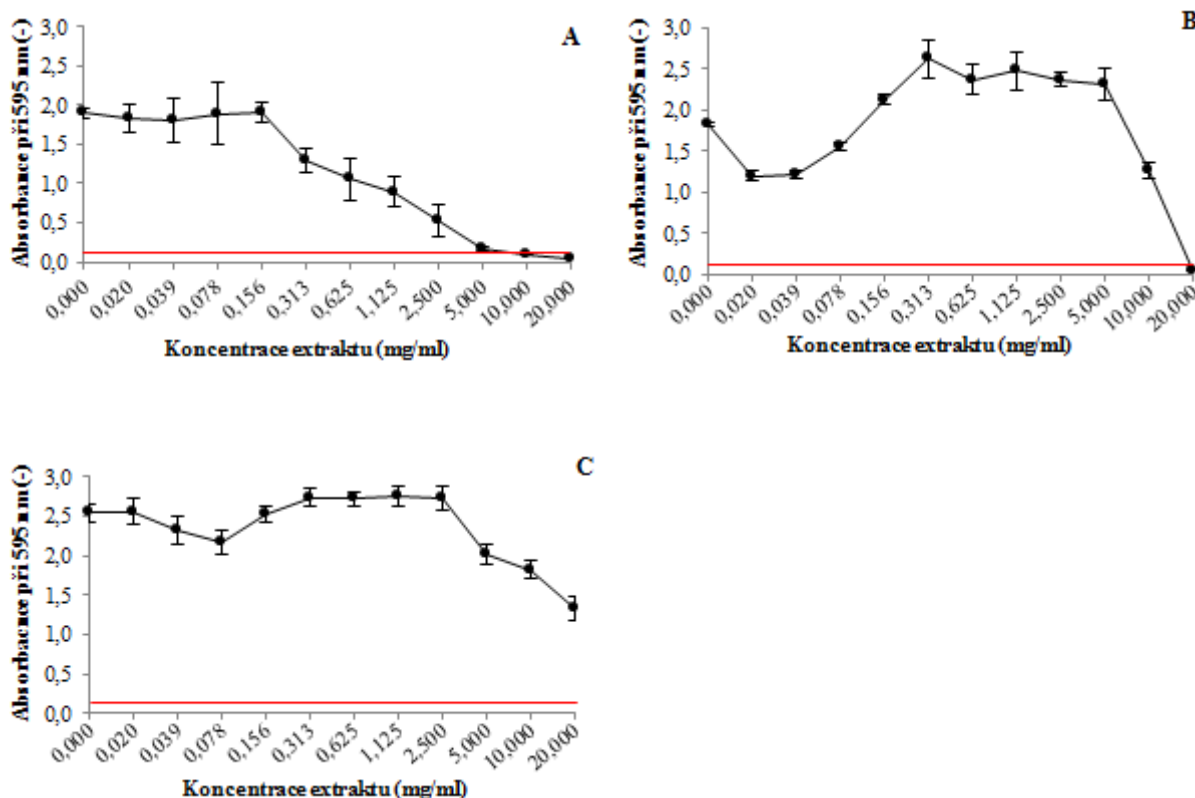 A
Absorbance při 595 nm (-)
3,0
2,5
2,0
1,5
1,0
0,5
0,0
0,000 0,020 0,039 0,078 0,156 0,313 0,625 1,125 2,500 5,000 10,000 20,000
Koncentrace extraktu (mg/ml)
B
Absorbance při 595 nm (-)
3,0
2,5
2,0
1,5
1,0
0,5
0,0
0,000 0,020 0,039 0,078 0,156 0,313 0,625 1,125 2,500 5,000 10,000 20,000
Koncentrace extraktu (mg/ml)
C
Absorbacnce při 595 nm (-)
3,0
2,5
2,0
1,5
1,0
0,5
0,0
0,000 0,020 0,039 0,078 0,156 0,313 0,625 1,125 2,500 5,000 10,000 20,000
Koncentrace extraktu (mg/ml)